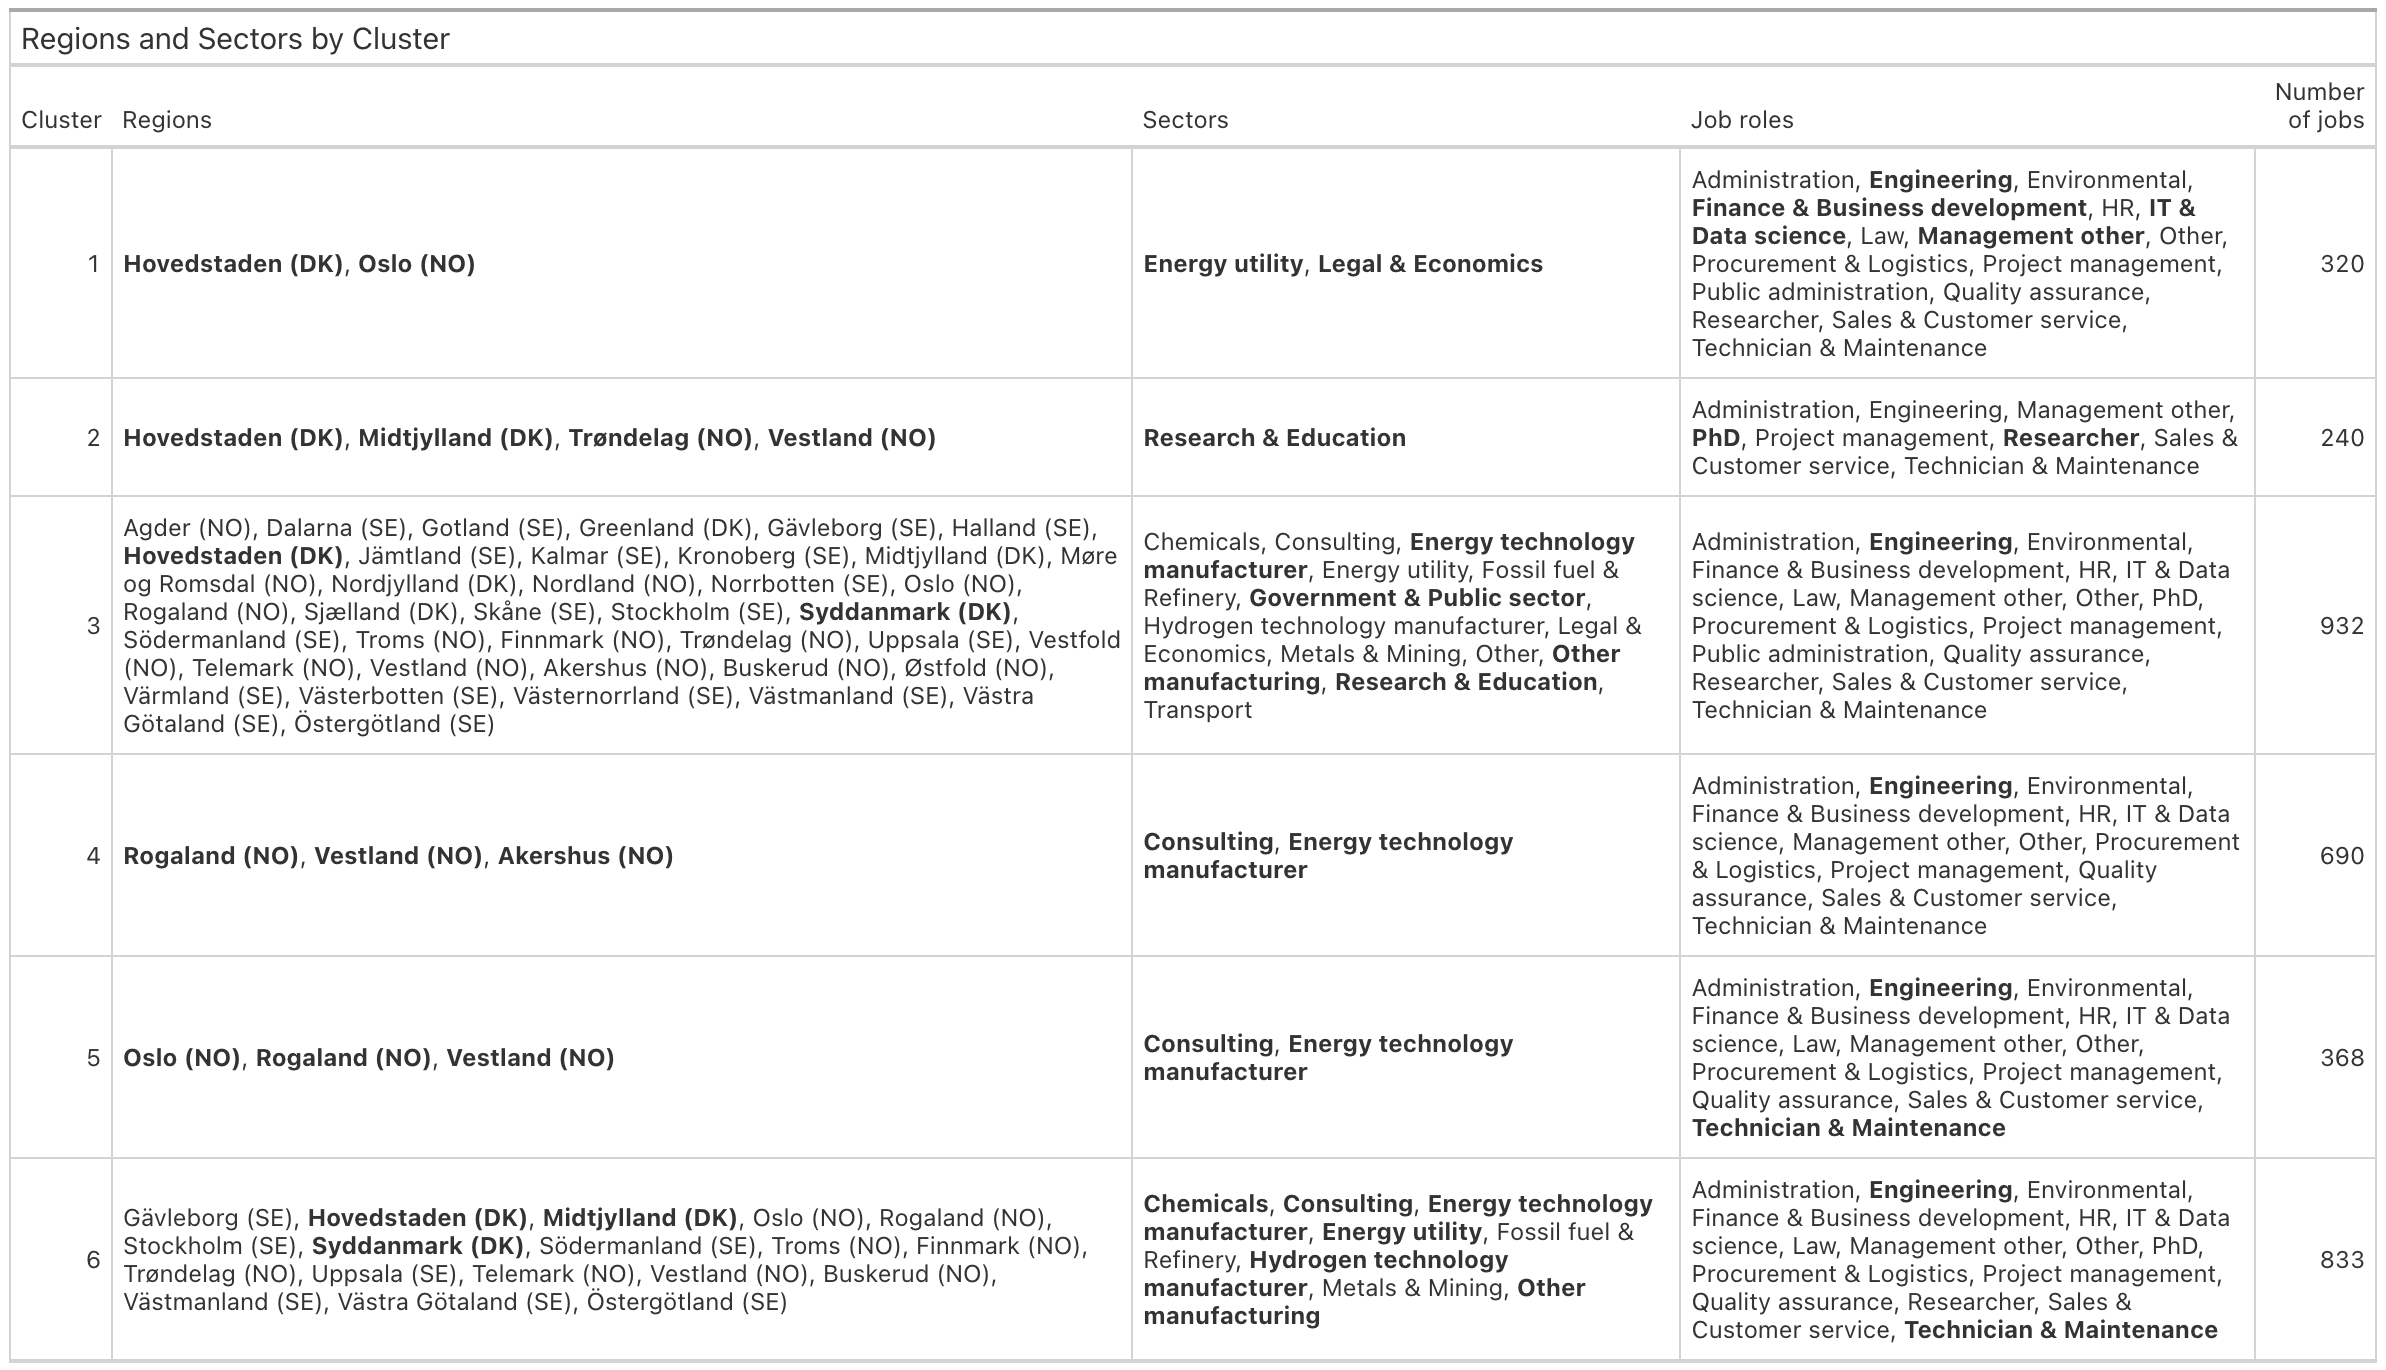 Regions and Sectors by Cluster
Cluster
Regions
Sectors
Job roles
Number
of jobs
1
Hovedstaden (DK), Oslo (NO)
Energy utility, Legal & Economics
Administration, Engineering, Environmental,
Finance & Business development, HR, IT &
Data science, Law, Management other, Other,
Procurement & Logistics, Project management,
Public administration, Quality assurance,
Researcher, Sales & Customer service,
Technician & Maintenance
320
2
Hovedstaden (DK), Midtjylland (DK), Trøndelag (NO), Vestland (NO)
Research & Education
Administration, Engineering, Management other,
PhD, Project management, Researcher, Sales &
Customer service, Technician & Maintenance
240
3
Agder (NO), Dalarna (SE), Gotland (SE), Greenland (DK), Gävleborg (SE), Halland (SE),
Hovedstaden (DK), Jämtland (SE), Kalmar (SE), Kronoberg (SE), Midtjylland (DK), Møre
og Romsdal (NO), Nordjylland (DK), Nordland (NO), Norrbotten (SE), Oslo (NO),
Rogaland (NO), Sjælland (DK), Skåne (SE), Stockholm (SE), Syddanmark (DK),
Södermanland (SE), Troms (NO), Finnmark (NO), Trøndelag (NO), Uppsala (SE), Vestfold
(NO), Telemark (NO), Vestland (NO), Akershus (NO), Buskerud (NO), Østfold (NO),
Värmland (SE), Västerbotten (SE), Västernorrland (SE), Västmanland (SE), Västra
Götaland (SE), Östergötland (SE)
Chemicals, Consulting, Energy technology
manufacturer, Energy utility, Fossil fuel &
Refinery, Government & Public sector,
Hydrogen technology manufacturer, Legal &
Economics, Metals & Mining, Other, Other
manufacturing, Research & Education,
Transport
Administration, Engineering, Environmental,
Finance & Business development, HR, IT & Data
science, Law, Management other, Other, PhD,
Procurement & Logistics, Project management,
Public administration, Quality assurance,
Researcher, Sales & Customer service,
Technician & Maintenance
932
4
Rogaland (NO), Vestland (NO), Akershus (NO)
Consulting, Energy technology
manufacturer
Administration, Engineering, Environmental,
Finance & Business development, HR, IT & Data
science, Management other, Other, Procurement
& Logistics, Project management, Quality
assurance, Sales & Customer service,
Technician & Maintenance
690
5
Oslo (NO), Rogaland (NO), Vestland (NO)
Consulting, Energy technology
manufacturer
Administration, Engineering, Environmental,
Finance & Business development, HR, IT & Data
science, Law, Management other, Other,
Procurement & Logistics, Project management,
Quality assurance, Sales & Customer service,
Technician & Maintenance
368
6
Gävleborg (SE), Hovedstaden (DK), Midtjylland (DK), Oslo (NO), Rogaland (NO),
Stockholm (SE), Syddanmark (DK), Södermanland (SE), Troms (NO), Finnmark (NO),
Trøndelag (NO), Uppsala (SE), Telemark (NO), Vestland (NO), Buskerud (NO),
Västmanland (SE), Västra Götaland (SE), Östergötland (SE)
Chemicals, Consulting, Energy technology
manufacturer, Energy utility, Fossil fuel &
Refinery, Hydrogen technology
manufacturer, Metals & Mining, Other
manufacturing
Administration, Engineering, Environmental,
Finance & Business development, HR, IT & Data
science, Law, Management other, Other, PhD,
Procurement & Logistics, Project management,
Quality assurance, Researcher, Sales &
Customer service, Technician & Maintenance
833